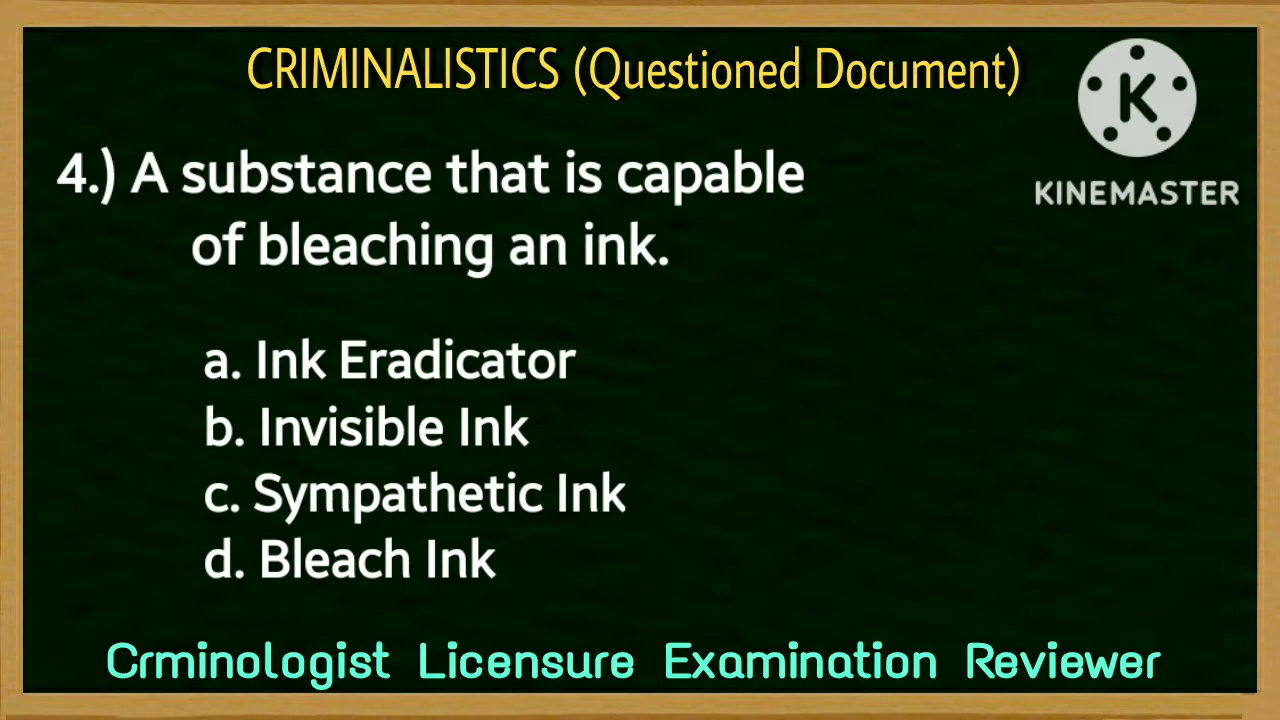 CRIMINALISTICS (Questioned Document)
K
KINEMASTER
4.) A substance that is capable
of bleaching an ink.
a. Ink Eradicator
b. Invisible Ink
c. Sympathetic Ink
d. Bleach Ink
Crminologist Licensure Examination Reviewer